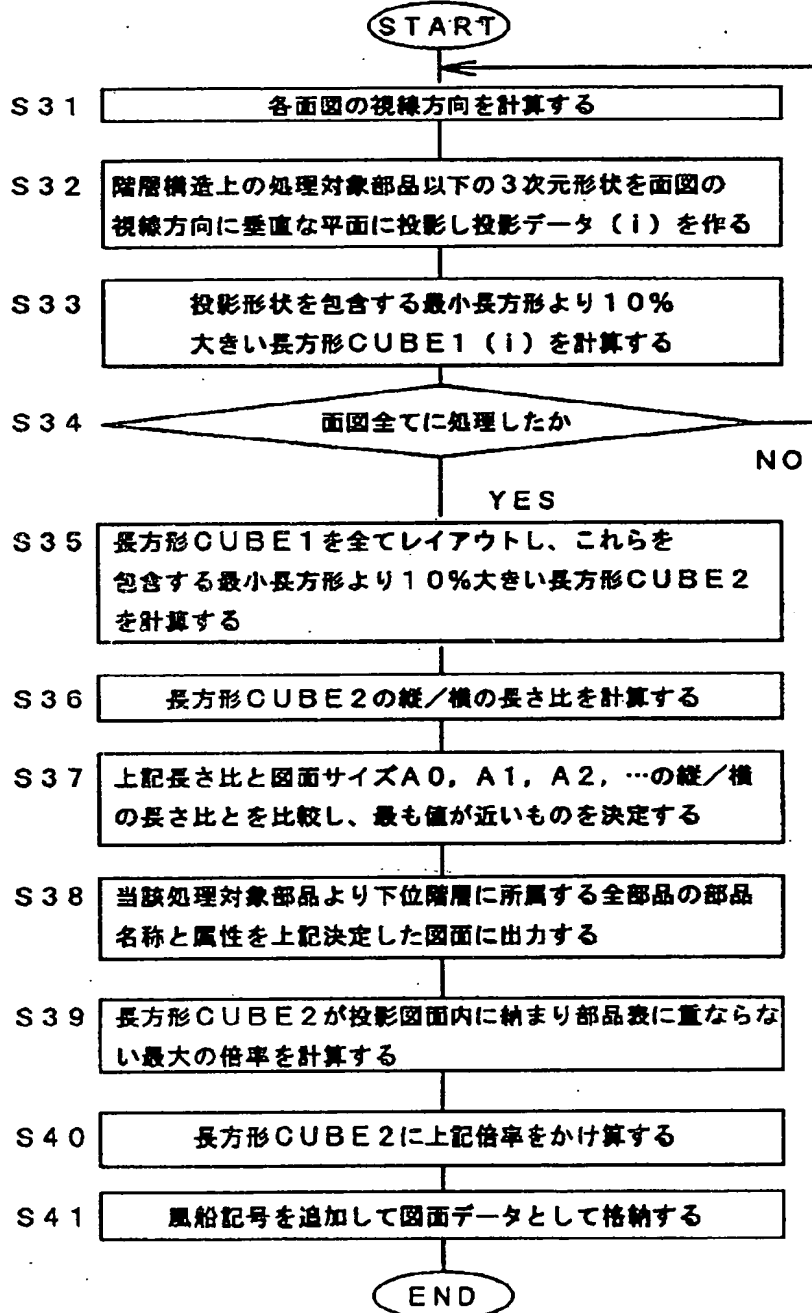 START
S31 各面図の視線方向を計算する
S32 階層構造上の処理対象部品以下の3次元形状を面図の
視線方向に垂直な平面に投影し投影データ(i)を作る
S33 投影形状を包含する最小長方形より10%
大きい長方形CUBE1(i)を計算する
S34 面図全てに処理したか
NO
YES
S35 長方形CUBE1を全てレイアウトし、これらを
包含する最小長方形より10%大きい長方形CUBE2
を計算する
S36 長方形CUBE2の縦/横の長さ比を計算する
S37 上記長さ比と図面サイズA0,A1,A2,…の縦/横
の長さ比とを比較し、最も値が近いものを決定する
S38 当該処理対象部品より下位階層に所属する全部品の部品
名称と属性を上記決定した図面に出力する
S39 長方形CUBE2が投影図面内に納まり部品表に重ならな
い最大の倍率を計算する
S40 長方形CUBE2に上記倍率をかけ算する
S41 風船記号を追加して図面データとして格納する
END